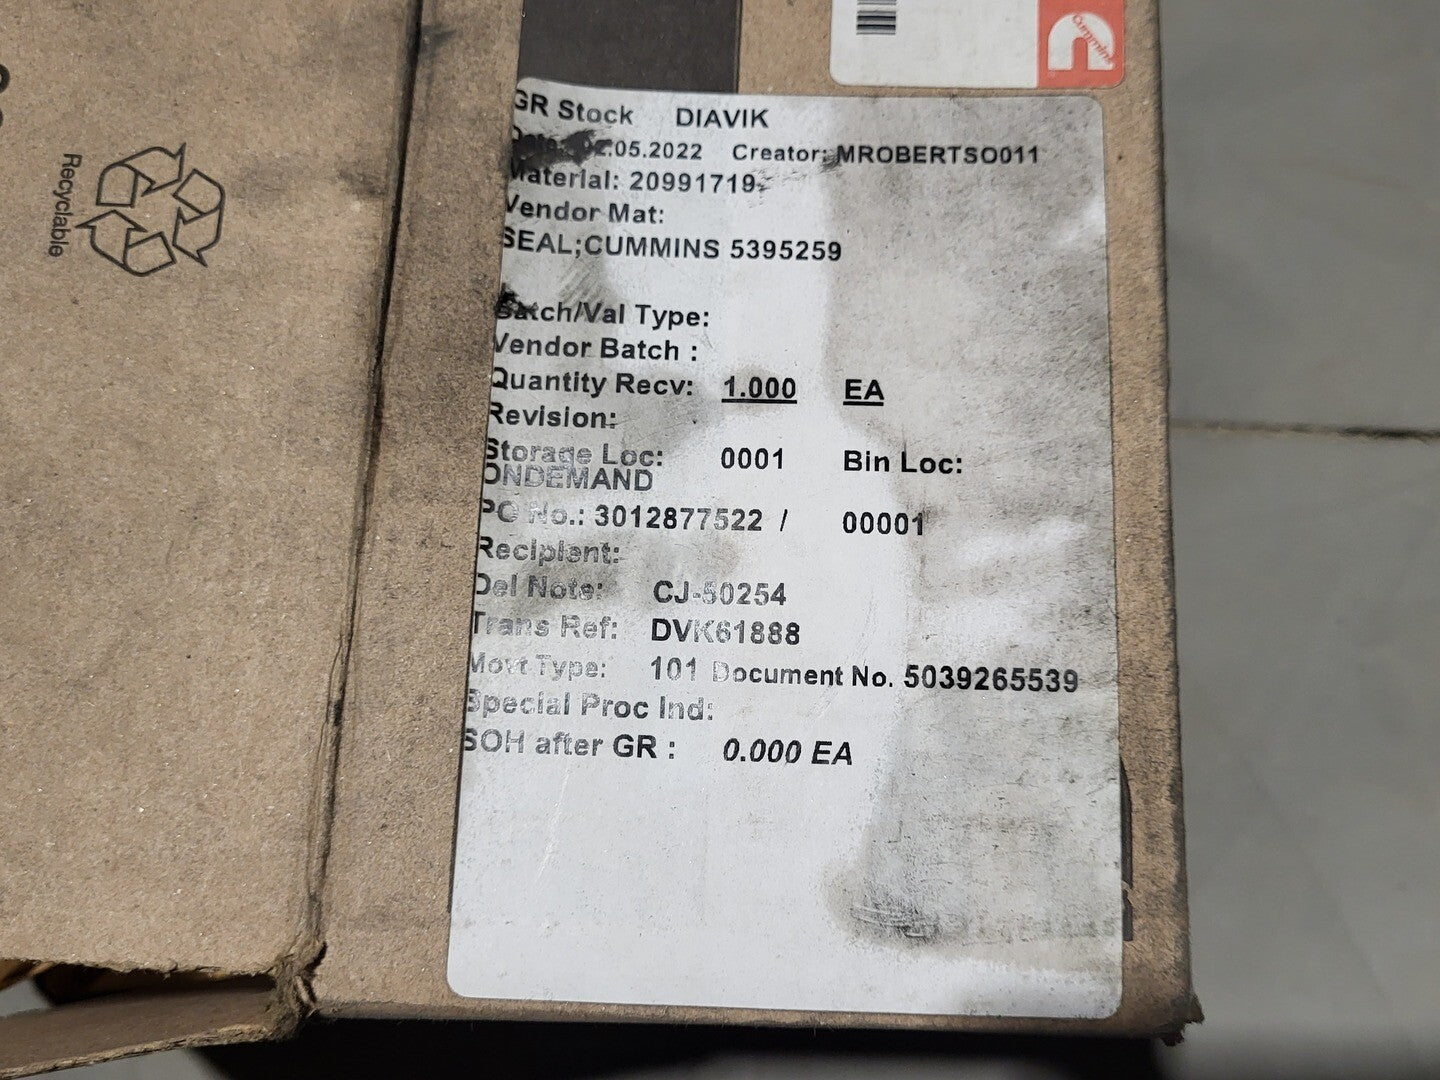 Cummins
GR Stock DIAVIK
Date: 02.05.2022 Creator: MROBERTSO011
Material: 20991719
Vendor Mat:
SEAL;CUMMINS 5395259
Batch/Val Type:
Vendor Batch :
Quantity Recv: 1.000 EA
Revision:
Storage Loc: 0001 Bin Loc:
ONDEMAND
PO No.: 3012877522 / 00001
Recipient:
Del Note: CJ-50254
Trans Ref: DVK61888
Movt Type: 101 Document No. 5039265539
Special Proc Ind:
SOH after GR : 0.000 EA
Recyclable